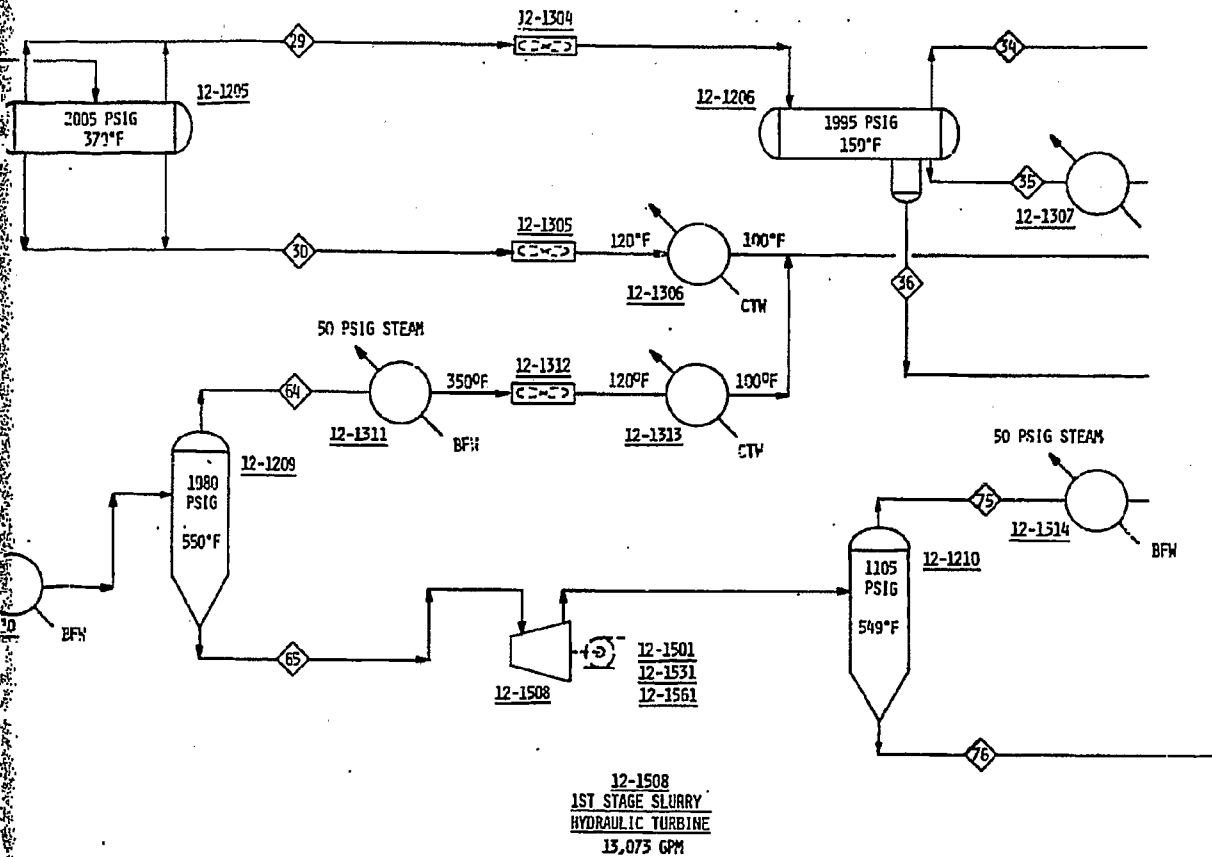 12-1304
29
34
12-1205
2005 PSIG
370°F
12-1206
1995 PSIG
150°F
35
12-1307
12-1305
30
120°F
100°F
12-1306
CTW
36
50 PSIG STEAM
64
350°F
12-1312
120°F
100°F
12-1311
BFW
12-1313
CTW
12-1209
1980
PSIG
550°F
50 PSIG STEAM
75
12-1314
BFW
12-1210
1105
PSIG
549°F
BFW
65
12-1501
12-1531
12-1561
12-1508
76
12-1508
1ST STAGE SLURRY
HYDRAULIC TURBINE
13,073 GPM